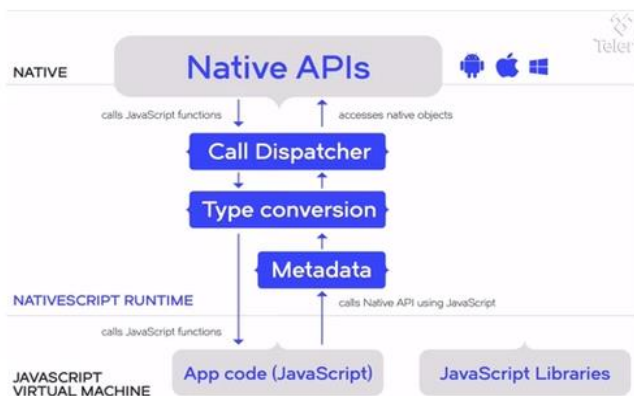 Teler
NATIVE
Native APIs
calls JavaScript functions
accesses native objects
Call Dispatcher
Type conversion
Metadata
NATIVESCRIPT RUNTIME
calls Native API using JavaScript
calls JavaScript functions
JAVASCRIPT
VIRTUAL MACHINE
App code (JavaScript)
JavaScript Libraries